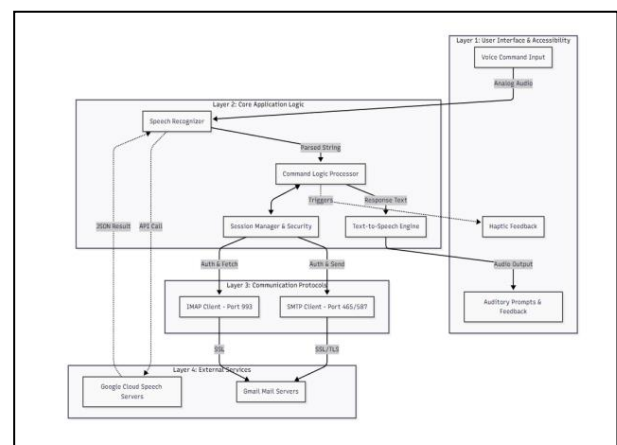 Layer 1: User Interface & Accessibility
Voice Command Input
Analog Audio
Layer 2: Core Application Logic
Speech Recognizer
Parsed String
Command Logic Processor
Triggers
Response Text
JSON Result
API Call
Session Manager & Security
Text-to-Speech Engine
Haptic Feedback
Auth & Fetch
Auth & Send
Audio Output
Layer 3: Communication Protocols
IMAP Client - Port 993
SMTP Client - Port 465/587
Auditory Prompts &
Feedback
SSL
SSL/TLS
Layer 4: External Services
Google Cloud Speech
Servers
Gmail Mail Servers